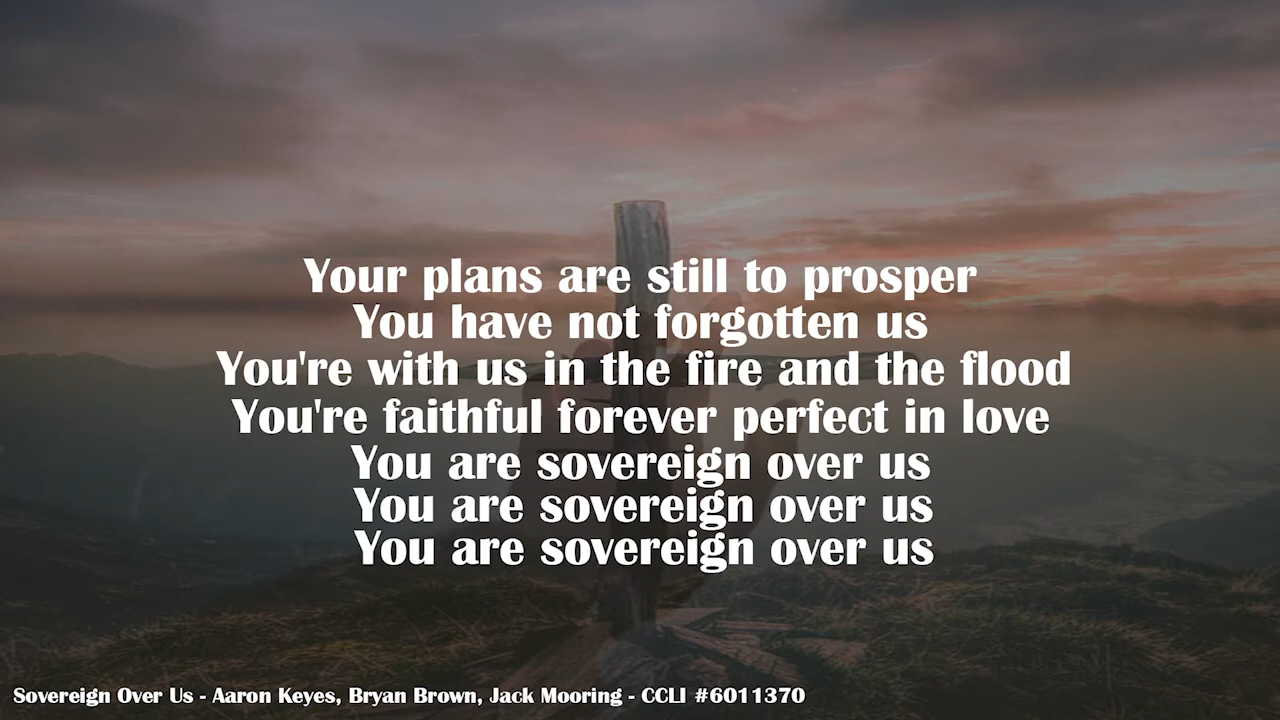 Your plans are still to prosper
You have not forgotten us
You're with us in the fire and the flood
You're faithful forever perfect in love
You are sovereign over us
You are sovereign over us
You are sovereign over us
Sovereign Over Us - Aaron Keyes, Bryan Brown, Jack Mooring - CCLI #6011370